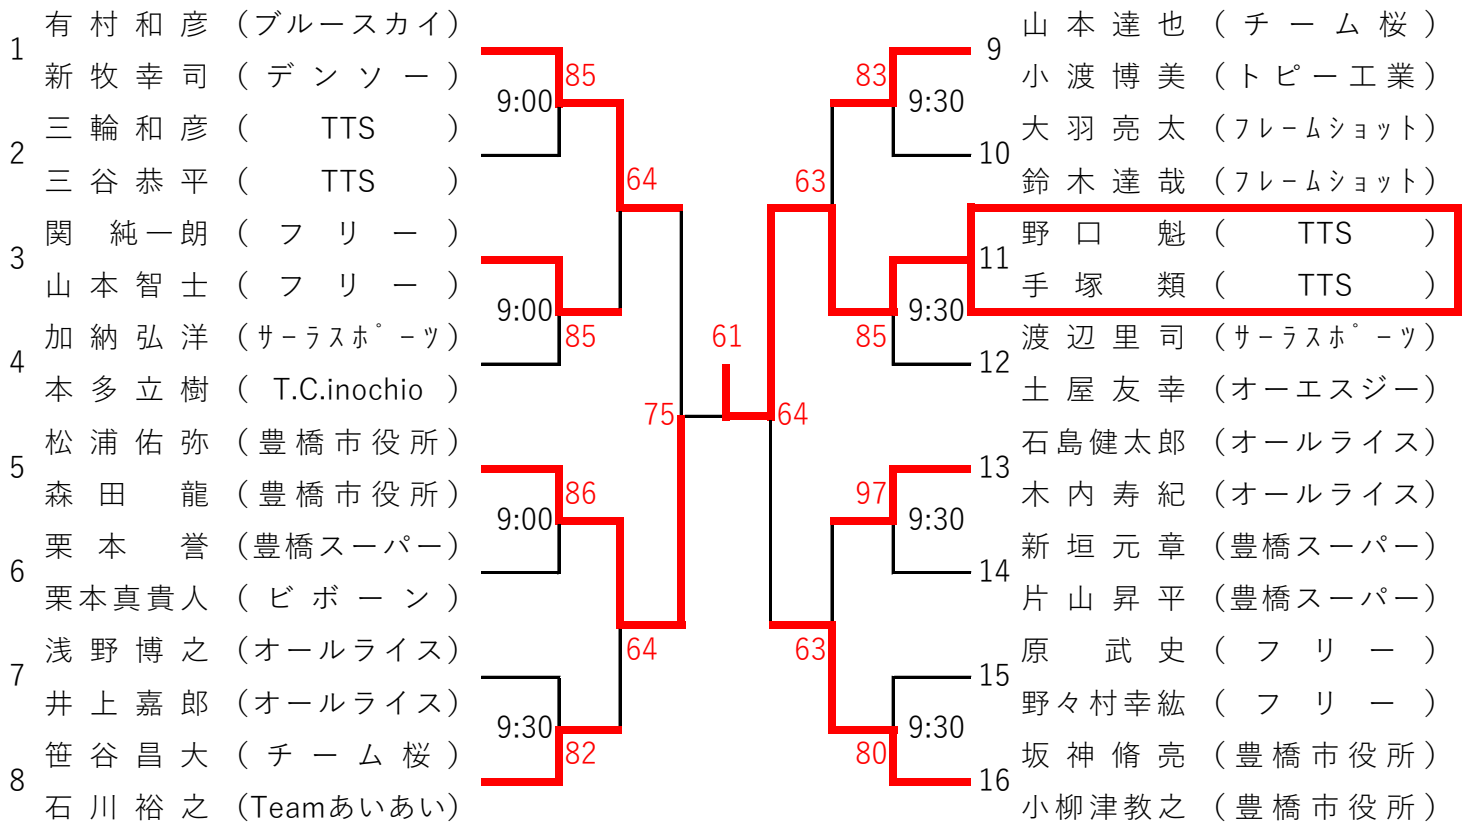 有村和彦 (ブルースカイ)
1
新牧幸司 (デンソー)
三輪和彦 (TTS)
2
三谷恭平 (TTS)
関 純一朗 (フリー)
3
山本智士 (フリー)
加納弘洋 (ｻｰﾗｽﾎﾟｰﾂ)
4
本多立樹 (T.C.inochio)
松浦佑弥 (豊橋市役所)
5
森田 龍 (豊橋市役所)
栗本 誉 (豊橋スーパー)
6
栗本真貴人 (ビボーン)
浅野博之 (オールライス)
7
井上嘉郎 (オールライス)
笹谷昌大 (チーム桜)
8
石川裕之 (Teamあいあい)
85
9:00
64
9:00
85
75
86
9:00
64
9:30
82
61
83
9:30
63
9:30
85
64
97
9:30
63
9:30
80
山本達也 (チーム桜)
9
小渡博美 (トピー工業)
大羽亮太 (ﾌﾚｰﾑｼｮｯﾄ)
10
鈴木達哉 (ﾌﾚｰﾑｼｮｯﾄ)
野口 魁 (TTS)
11
手塚 類 (TTS)
渡辺里司 (ｻｰﾗｽﾎﾟｰﾂ)
12
土屋友幸 (オーエスジー)
石島健太郎 (オールライス)
13
木内寿紀 (オールライス)
新垣元章 (豊橋スーパー)
14
片山昇平 (豊橋スーパー)
原 武史 (フリー)
15
野々村幸紘 (フリー)
坂神脩亮 (豊橋市役所)
16
小柳津教之 (豊橋市役所)